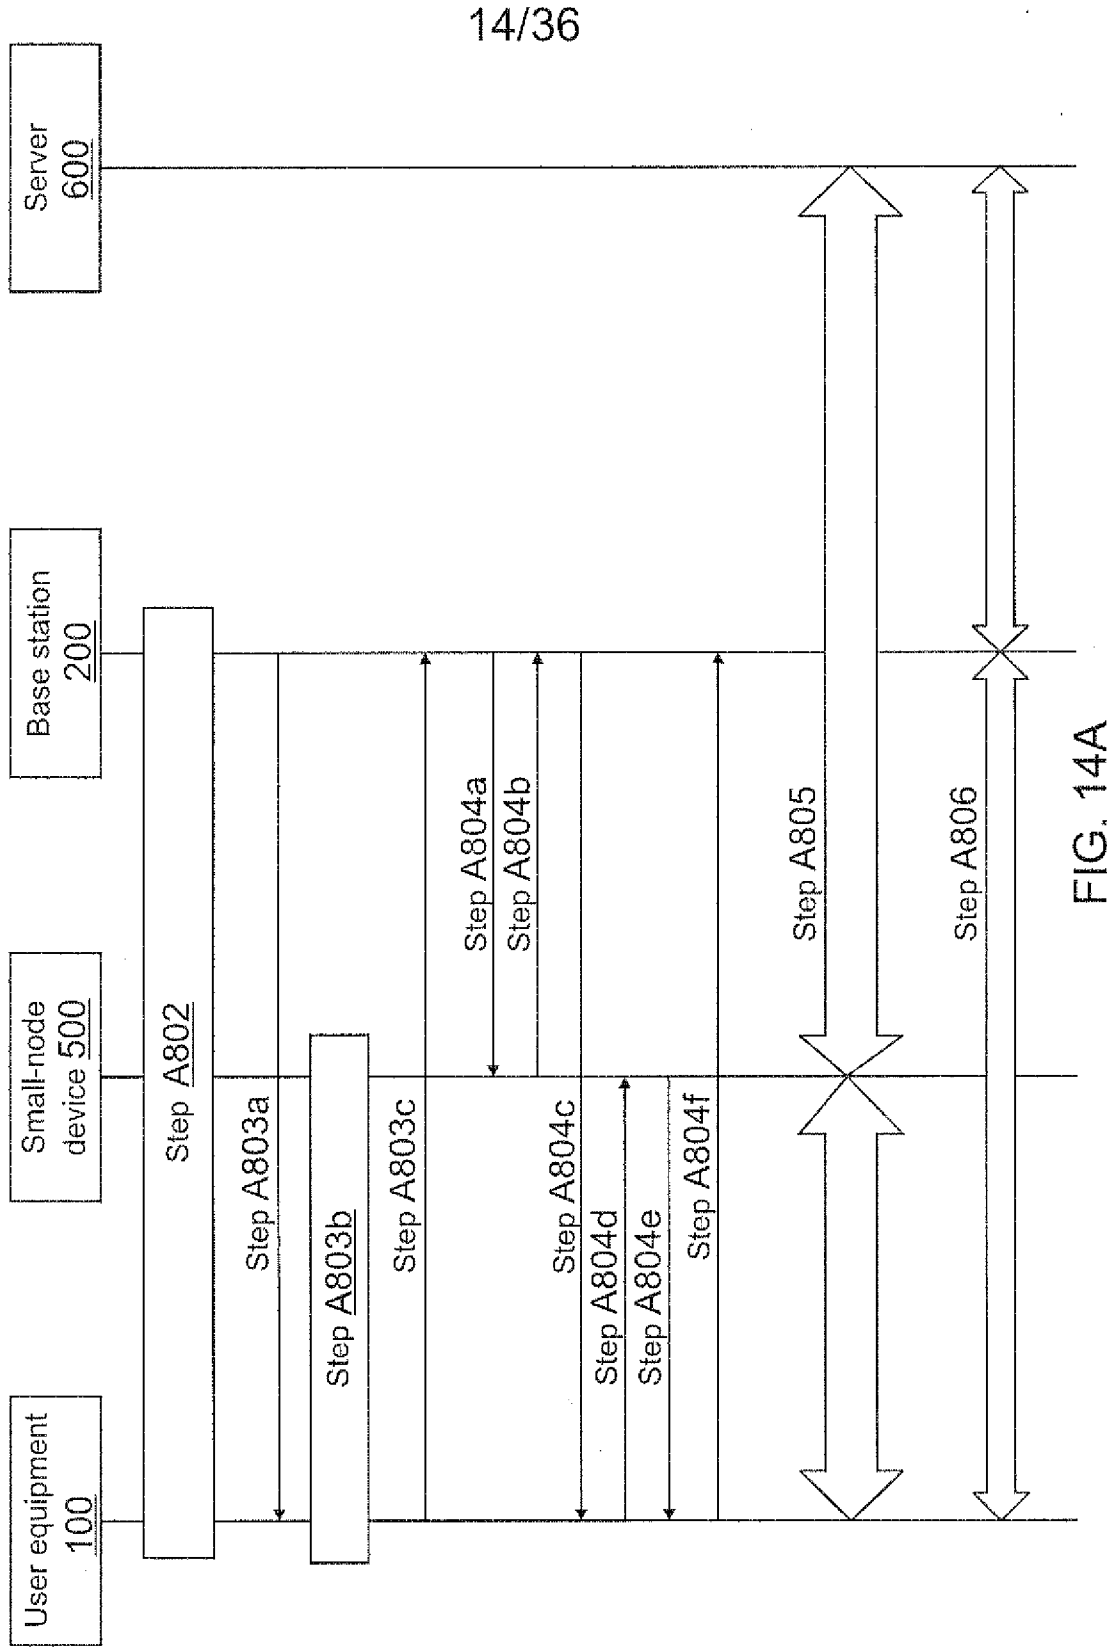 14/36
User equipment
100
Small-node
device 500
Base station
200
Server
600
Step A802
Step A803a
Step A803b
Step A803c
Step A804a
Step A804b
Step A804c
Step A804d
Step A804e
Step A804f
Step A805
Step A806
FIG. 14A